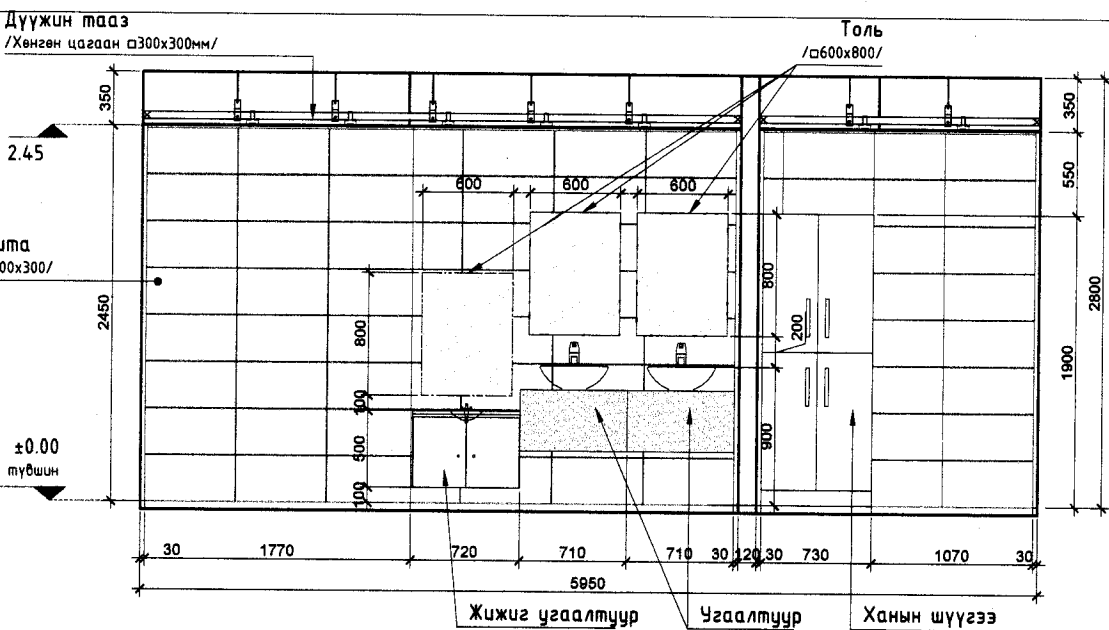 Дүүжин тааз
/Хөнгөн цагаан □300x300мм/
Толь
/□600x800/
350
350
2.45
550
600 600 600
ита
00x300/
2450
800
800
200
2800
1900
100
±0.00
түвшин
500
900
100
30 1770 720 710 710 30 120 30 730 1070 30
5950
Жижиг угаалтуур
Угаалтуур
Ханын шүүгээ